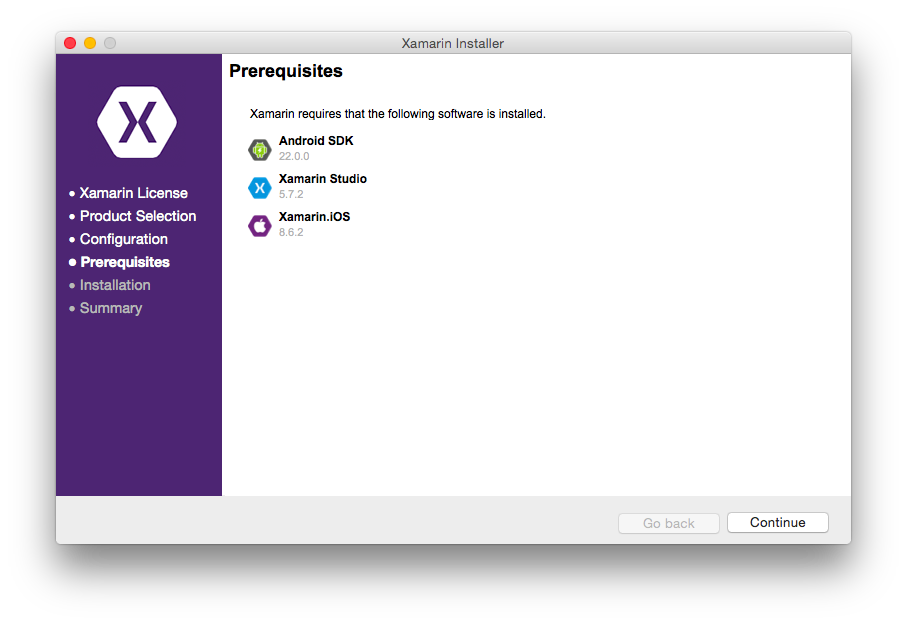 Xamarin Installer
• Xamarin License
• Product Selection
• Configuration
• Prerequisites
• Installation
• Summary
Prerequisites
Xamarin requires that the following software is installed.
Android SDK
22.0.0
Xamarin Studio
5.7.2
Xamarin.iOS
8.6.2
Go back
Continue